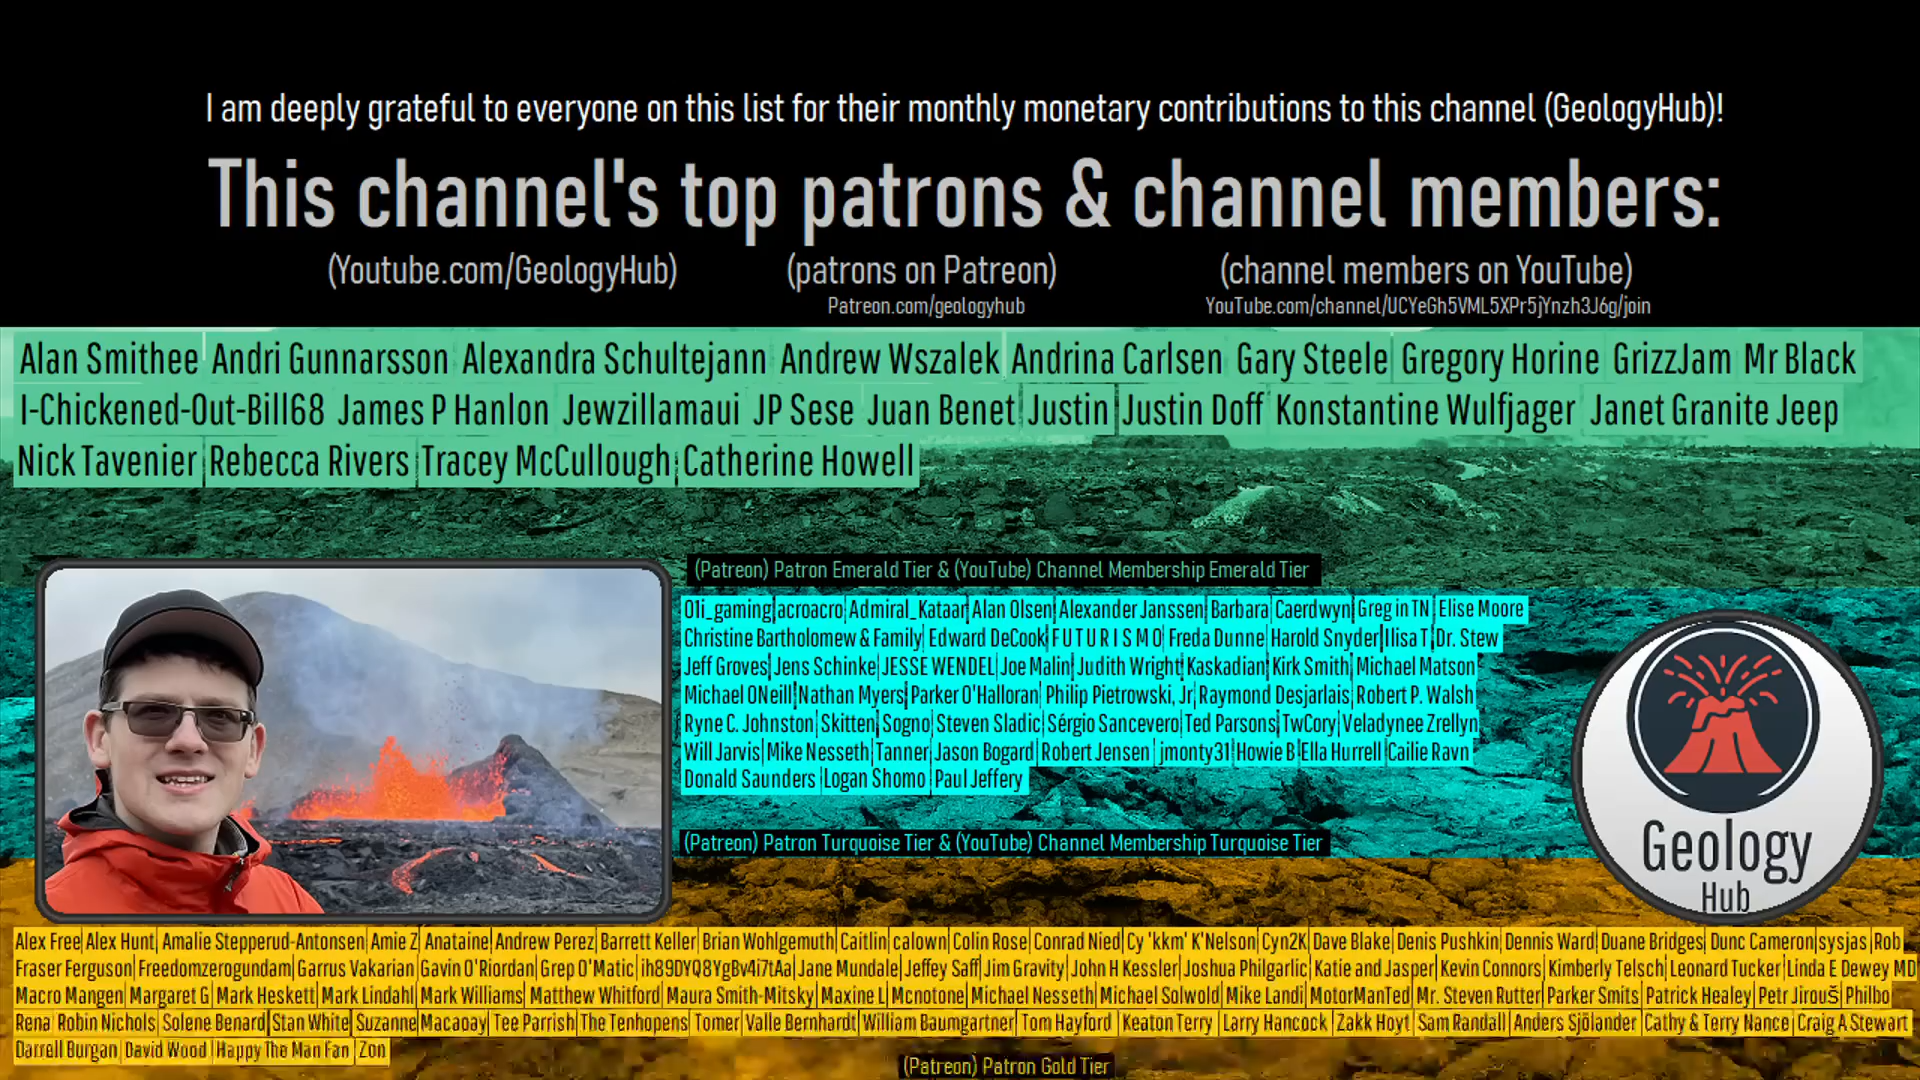 I am deeply grateful to everyone on this list for their monthly monetary contributions to this channel (GeologyHub)!
This channel's top patrons & channel members:
(Youtube.com/GeologyHub) (patrons on Patreon) (channel members on YouTube)
Patreon.com/geologyhub YouTube.com/channel/UCYeGh5VML5XPr5jYnzh3J6g/join
Alan Smithee Andri Gunnarsson Alexandra Schultejann Andrew Wszalek Andrina Carlsen Gary Steele Gregory Horine GrizzJam Mr Black
I-Chickened-Out-Bill68 James P Hanlon Jewzillamaui JP Sese Juan Benet Justin Justin Doff Konstantine Wulfjager Janet Granite Jeep
Nick Tavenier Rebecca Rivers Tracey McCullough Catherine Howell
(Patreon) Patron Emerald Tier & (YouTube) Channel Membership Emerald Tier
O1i_gaming acroacro Admiral_Kataar Alan Olsen Alexander Janssen Barbara Caerdwyn Greg in TN Elise Moore
Christine Bartholomew & Family Edward DeCook F U T U R I S M O Freda Dunne Harold Snyder Ilisa T Dr. Stew
Jeff Groves Jens Schinke JESSE WENDEL Joe Malin Judith Wright Kaskadian Kirk Smith Michael Matson
Michael ONeill Nathan Myers Parker O'Halloran Philip Pietrowski, Jr Raymond Desjarlais Robert P. Walsh
Ryne C. Johnston Skitten Sogno Steven Sladic Sérgio Sancevero Ted Parsons TwCory Veladynee Zrellyn
Will Jarvis Mike Nesseth Tanner Jason Bogard Robert Jensen jmonty31 Howie B Ella Hurrell Cailie Ravn
Donald Saunders Logan Shomo Paul Jeffery
(Patreon) Patron Turquoise Tier & (YouTube) Channel Membership Turquoise Tier
Geology
Hub
Alex Free Alex Hunt Amalie Stepperud-Antonsen Amie Z Anataine Andrew Perez Barrett Keller Brian Wohlgemuth Caitlin calown Colin Rose Conrad Nied Cy 'kkm' K'Nelson Cyn2K Dave Blake Denis Pushkin Dennis Ward Duane Bridges Dunc Cameron sysjas Rob
Fraser Ferguson Freedomzerogundam Garrus Vakarian Gavin O'Riordan Grep O'Matic ih89DYQ8YgBv4i7tAa Jane Mundale Jeffey Saff Jim Gravity John H Kessler Joshua Philgarlic Katie and Jasper Kevin Connors Kimberly Telsch Leonard Tucker Linda E Dewey MD
Macro Mangen Margaret G Mark Heskett Mark Lindahl Mark Williams Matthew Whitford Maura Smith-Mitsky Maxine L Mcnotone Michael Nesseth Michael Solwold Mike Landi MotorManTed Mr. Steven Rutter Parker Smits Patrick Healey Petr Jirouš Philbo
Rena Robin Nichols Solene Benard Stan White Suzanne Macaoay Tee Parrish The Tenhopens Tomer Valle Bernhardt William Baumgartner Tom Hayford Keaton Terry Larry Hancock Zakk Hoyt Sam Randall Anders Sjölander Cathy & Terry Nance Craig A Stewart
Darrell Burgan David Wood Happy The Man Fan Zon
(Patreon) Patron Gold Tier